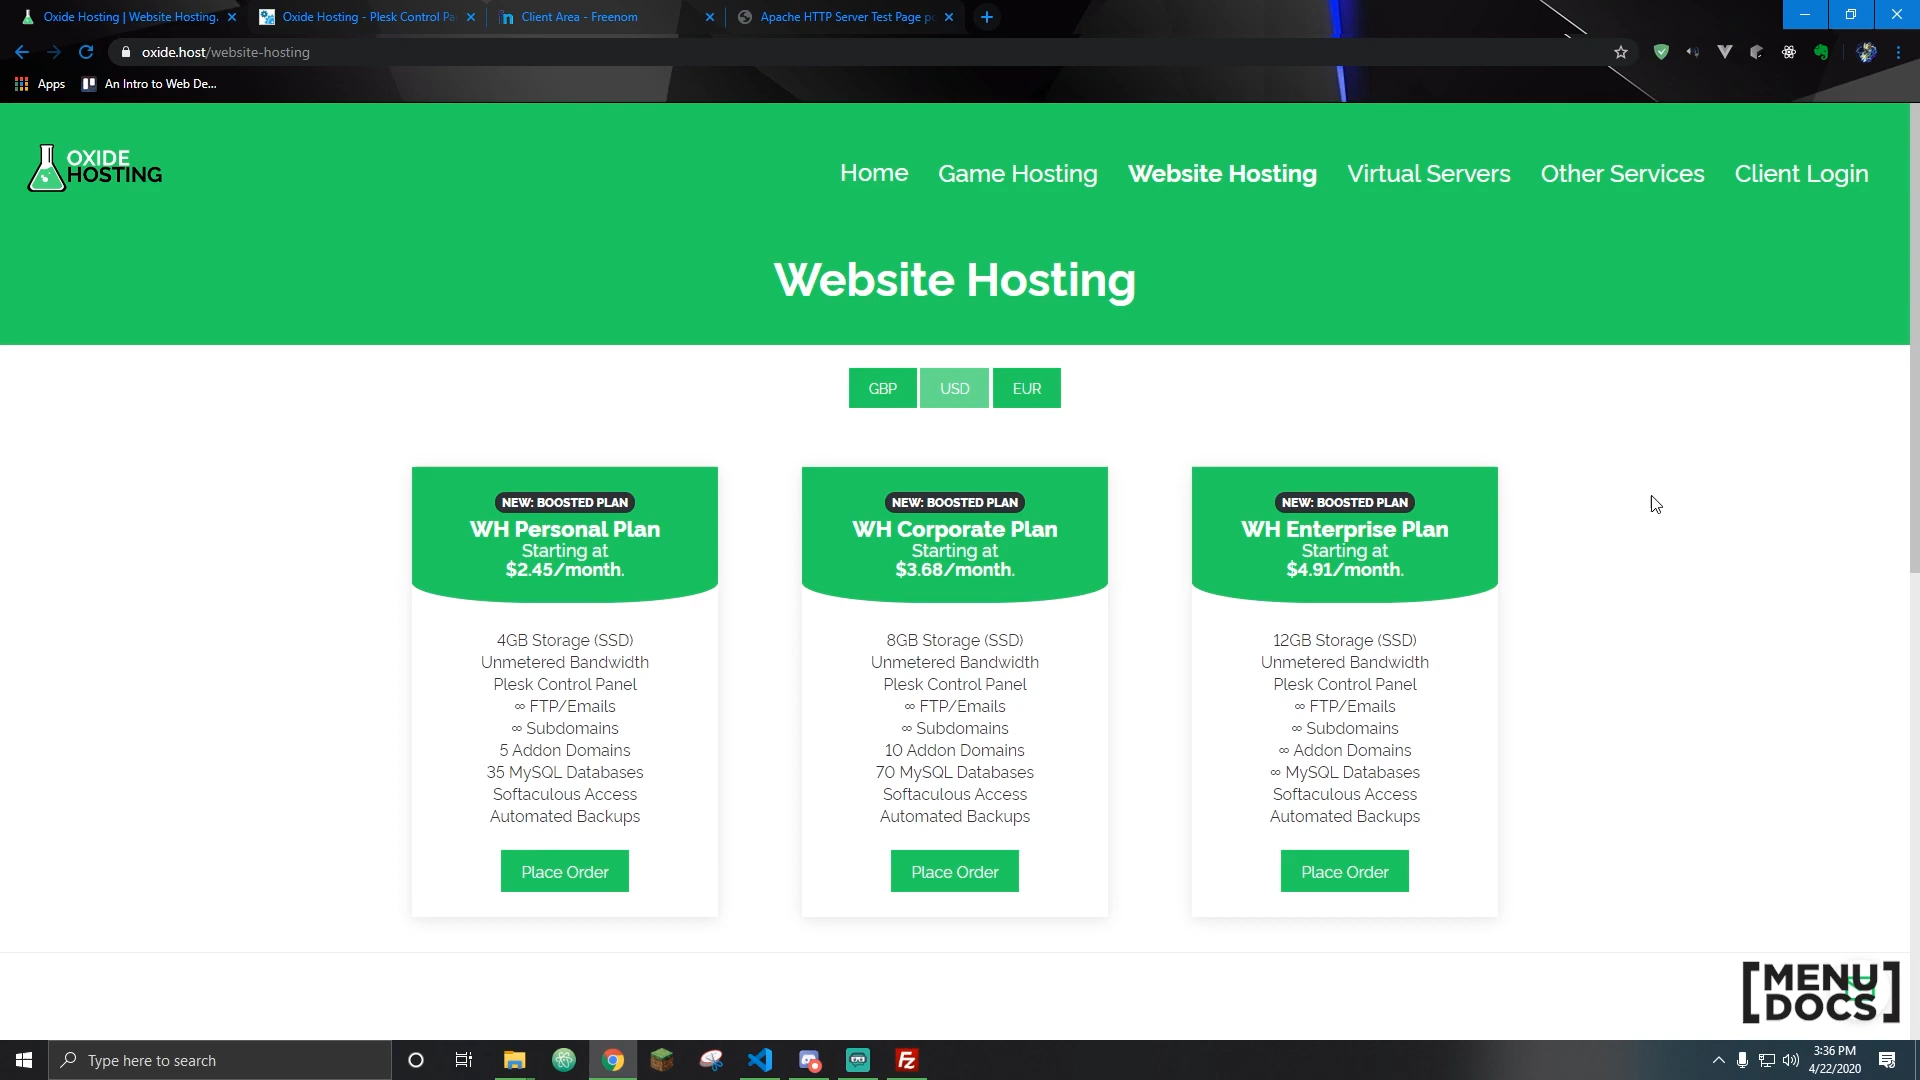 Oxide Hosting | Website Hosting.
Oxide Hosting - Plesk Control Pa
Client Area - Freenom
Apache HTTP Server Test Page po
oxide.host/website-hosting
Apps
An Intro to Web De...
OXIDE
HOSTING
Home
Game Hosting
Website Hosting
Virtual Servers
Other Services
Client Login
Website Hosting
GBP
USD
EUR
NEW: BOOSTED PLAN
WH Personal Plan
Starting at
$2.45/month.
4GB Storage (SSD)
Unmetered Bandwidth
Plesk Control Panel
∞ FTP/Emails
∞ Subdomains
5 Addon Domains
35 MySQL Databases
Softaculous Access
Automated Backups
Place Order
NEW: BOOSTED PLAN
WH Corporate Plan
Starting at
$3.68/month.
8GB Storage (SSD)
Unmetered Bandwidth
Plesk Control Panel
∞ FTP/Emails
∞ Subdomains
10 Addon Domains
70 MySQL Databases
Softaculous Access
Automated Backups
Place Order
NEW: BOOSTED PLAN
WH Enterprise Plan
Starting at
$4.91/month.
12GB Storage (SSD)
Unmetered Bandwidth
Plesk Control Panel
∞ FTP/Emails
∞ Subdomains
∞ Addon Domains
∞ MySQL Databases
Softaculous Access
Automated Backups
Place Order
[MENU
DOCS]
Type here to search
3:36 PM
4/22/2020